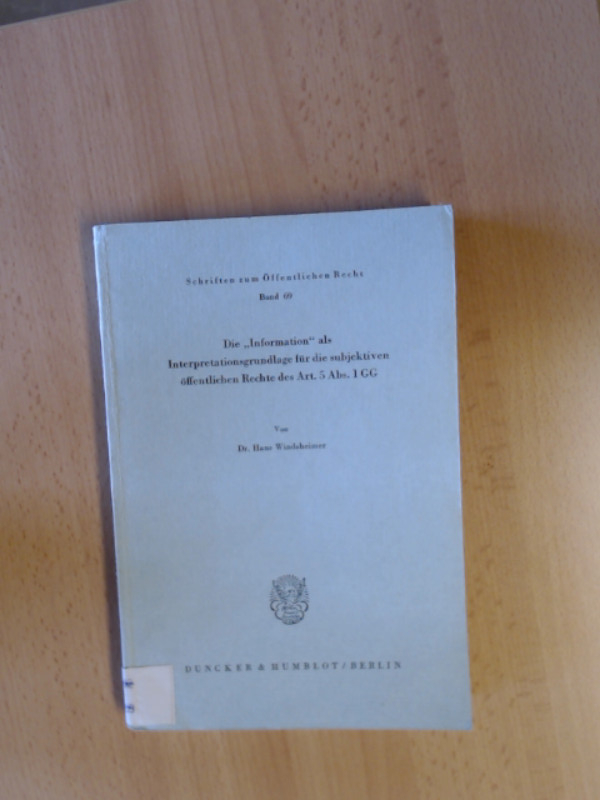 Schriften zum Öffentlichen Recht
Band 69
Die „Information“ als
Interpretationsgrundlage für die subjektiven
öffentlichen Rechte des Art. 5 Abs. 1 GG
Von
Dr. Hans Windsheimer
DUNCKER & HUMBLOT / BERLIN